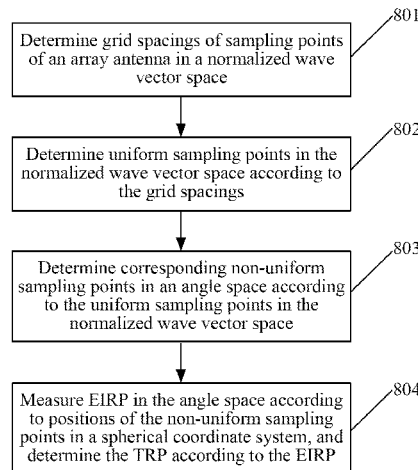 801
Determine grid spacings of sampling points
of an array antenna in a normalized wave
vector space
802
Determine uniform sampling points in the
normalized wave vector space according to
the grid spacings
803
Determine corresponding non-uniform
sampling points in an angle space according
to the uniform sampling points in the
normalized wave vector space
804
Measure EIRP in the angle space according
to positions of the non-uniform sampling
points in a spherical coordinate system, and
determine the TRP according to the EIRP